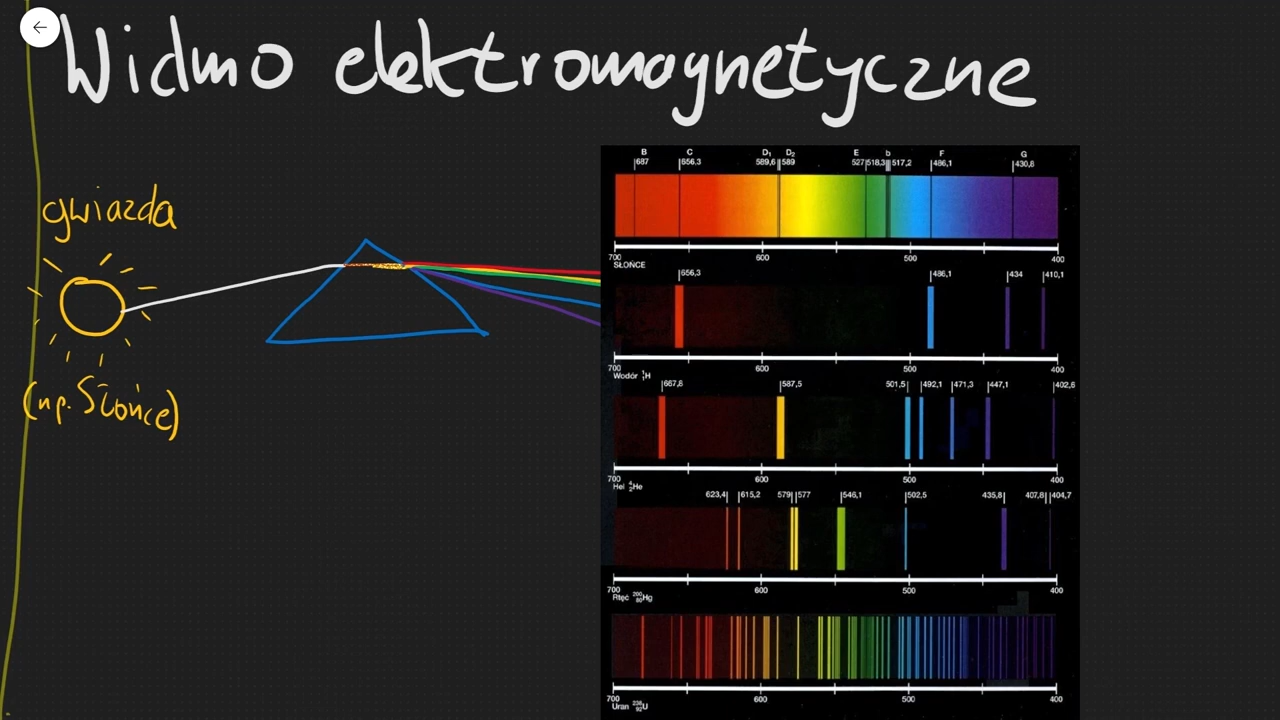 Widmo elektromagnetyczne
gwiazda
(np. Słońce)
B C D₁ D₂ E b F G
687 656,3 589,6 589 527 518,3 517,2 486,1 430,8
700 600 500 400
SŁOŃCE
656,3 486,1 434 410,1
700 600 500 400
Wodór ¹₁H
667,8 587,5 501,5 492,1 471,3 447,1 402,6
700 600 500 400
Hel ⁴₂He
623,4 615,2 579 577 546,1 502,5 435,8 407,8 404,7
700 600 500 400
Rtęć ²⁰⁰₈₀Hg
700 600 500 400
Uran ²³⁸₉₂U